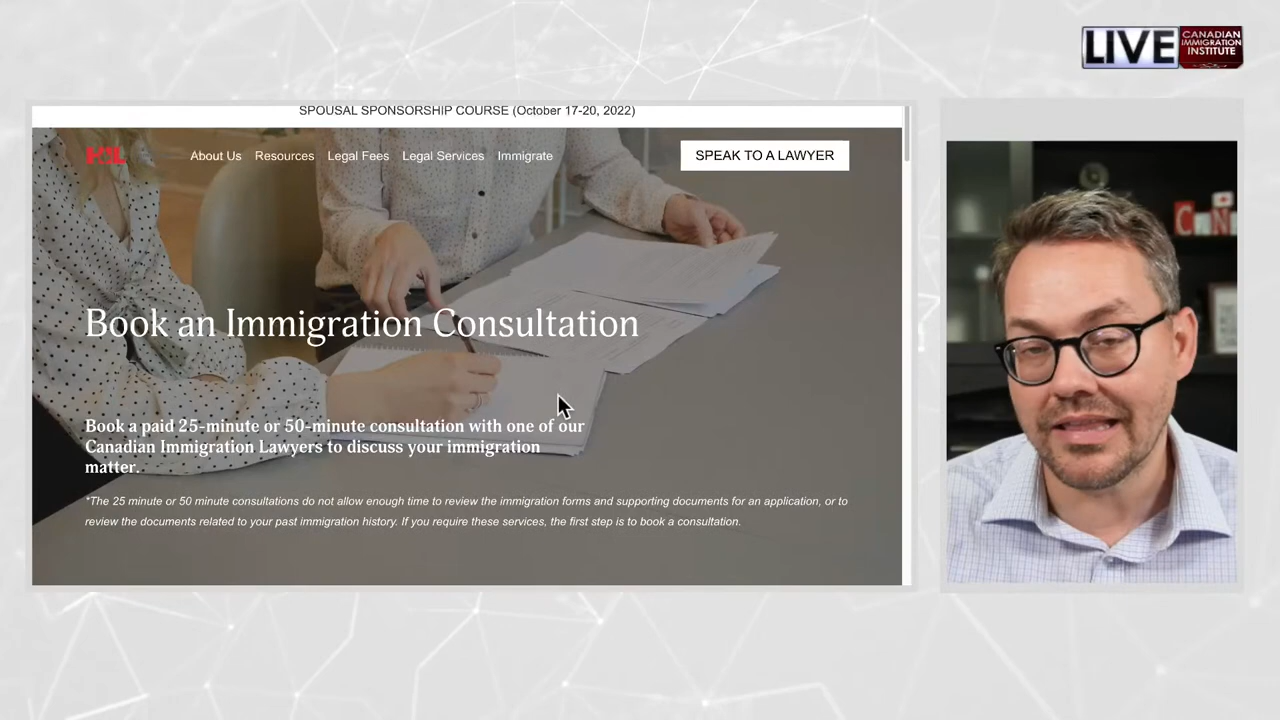 LIVE
CANADIAN
IMMIGRATION
INSTITUTE
SPOUSAL SPONSORSHIP COURSE (October 17-20, 2022)
About Us Resources Legal Fees Legal Services Immigrate
SPEAK TO A LAWYER
Book an Immigration Consultation
Book a paid 25-minute or 50-minute consultation with one of our
Canadian Immigration Lawyers to discuss your immigration
matter.
*The 25 minute or 50 minute consultations do not allow enough time to review the immigration forms and supporting documents for an application, or to
review the documents related to your past immigration history. If you require these services, the first step is to book a consultation.